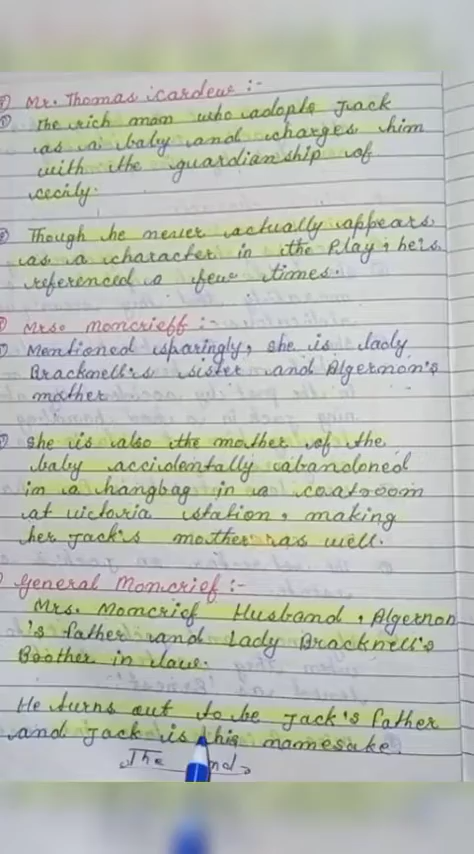 Mr. Thomas Cardew :-
The rich man who adopts Jack
as a baby and charges him
with the guardianship of
cecily.
Though he never actually appears
as a character in the Play, he is
referenced a few times.
Mrs. Moncrieff :-
Mentioned sparingly, she is lady
Bracknell's sister and Algernon's
mother
she is also the mother of the
baby accidentally abandoned
in a hangbag in a coatroom
at victoria station, making
her Jack's mother as well.
General Moncrief :-
Mrs. Moncrief Husband, Algernon
's father and Lady Bracknell's
Boother in law.
He turns out to be Jack's father
and Jack is his namesake.
The nd